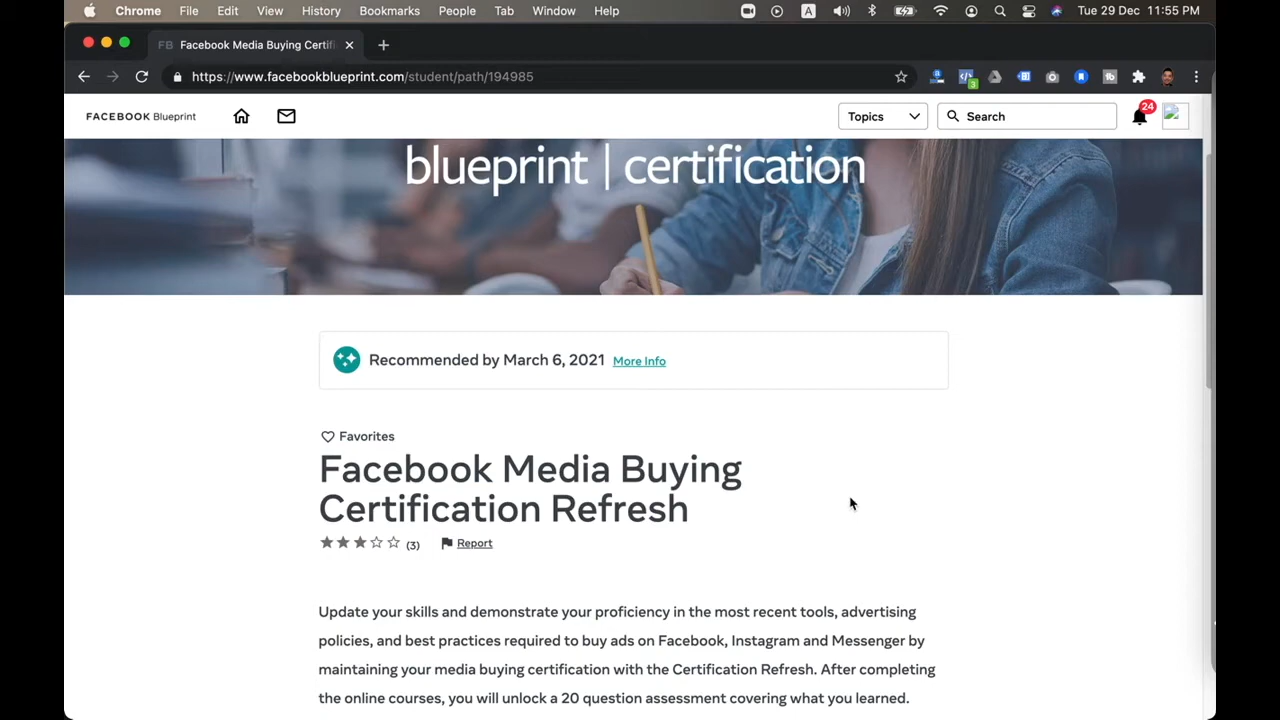 Chrome File Edit View History Bookmarks People Tab Window Help A Tue 29 Dec 11:55 PM
FB Facebook Media Buying Certifi
https://www.facebookblueprint.com/student/path/194985 3
FACEBOOK Blueprint Topics Search 24
blueprint | certification
Recommended by March 6, 2021 More Info
Favorites
Facebook Media Buying
Certification Refresh
(3) Report
Update your skills and demonstrate your proficiency in the most recent tools, advertising
policies, and best practices required to buy ads on Facebook, Instagram and Messenger by
maintaining your media buying certification with the Certification Refresh. After completing
the online courses, you will unlock a 20 question assessment covering what you learned.